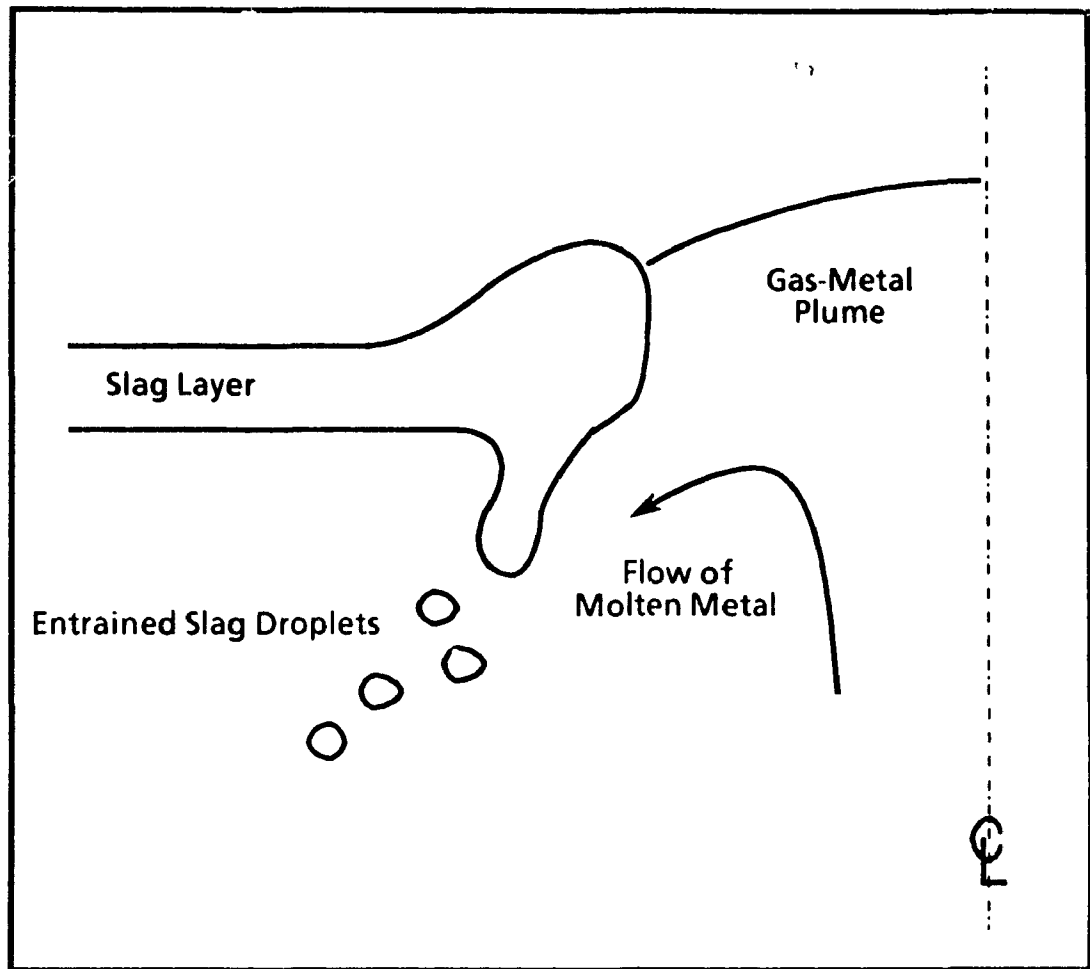 Gas-Metal
Plume
Slag Layer
Flow of
Molten Metal
Entrained Slag Droplets
CL